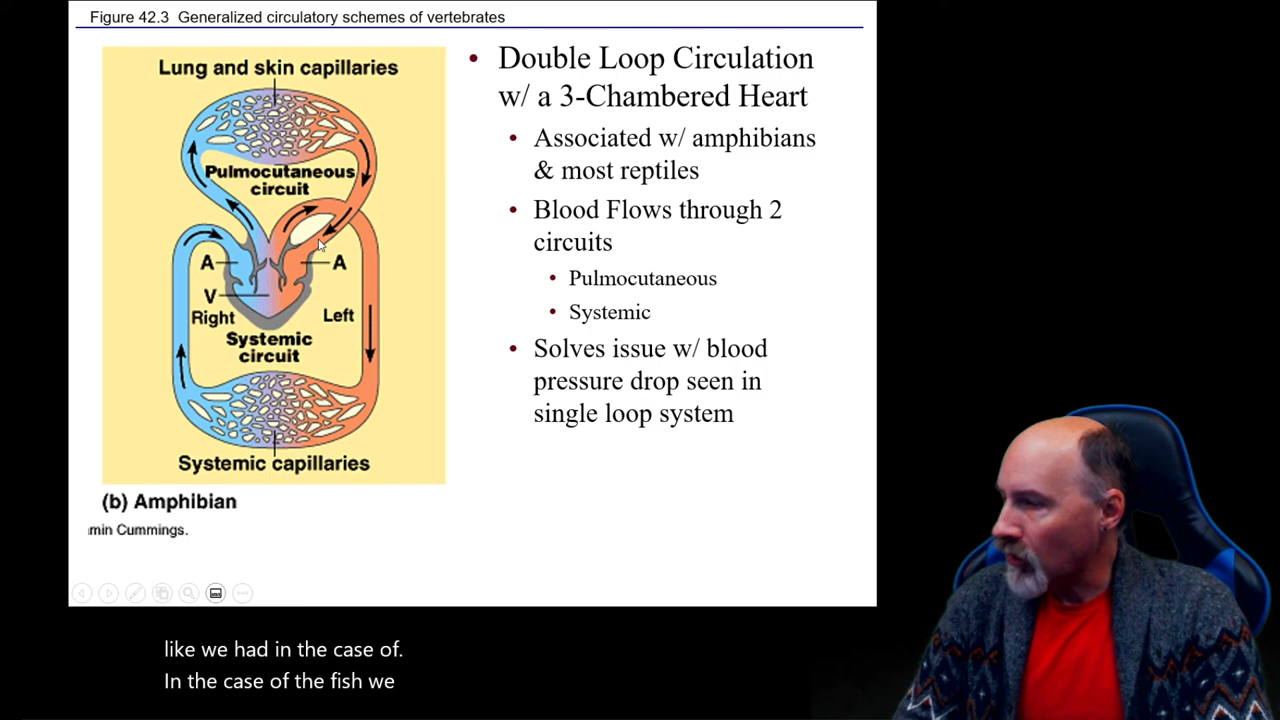 Figure 42.3 Generalized circulatory schemes of vertebrates
Lung and skin capillaries
Pulmocutaneous
circuit
A
A
V
Right
Left
Systemic
circuit
Systemic capillaries
(b) Amphibian
min Cummings.
• Double Loop Circulation
w/ a 3-Chambered Heart
• Associated w/ amphibians
& most reptiles
• Blood Flows through 2
circuits
• Pulmocutaneous
• Systemic
• Solves issue w/ blood
pressure drop seen in
single loop system
like we had in the case of.
In the case of the fish we